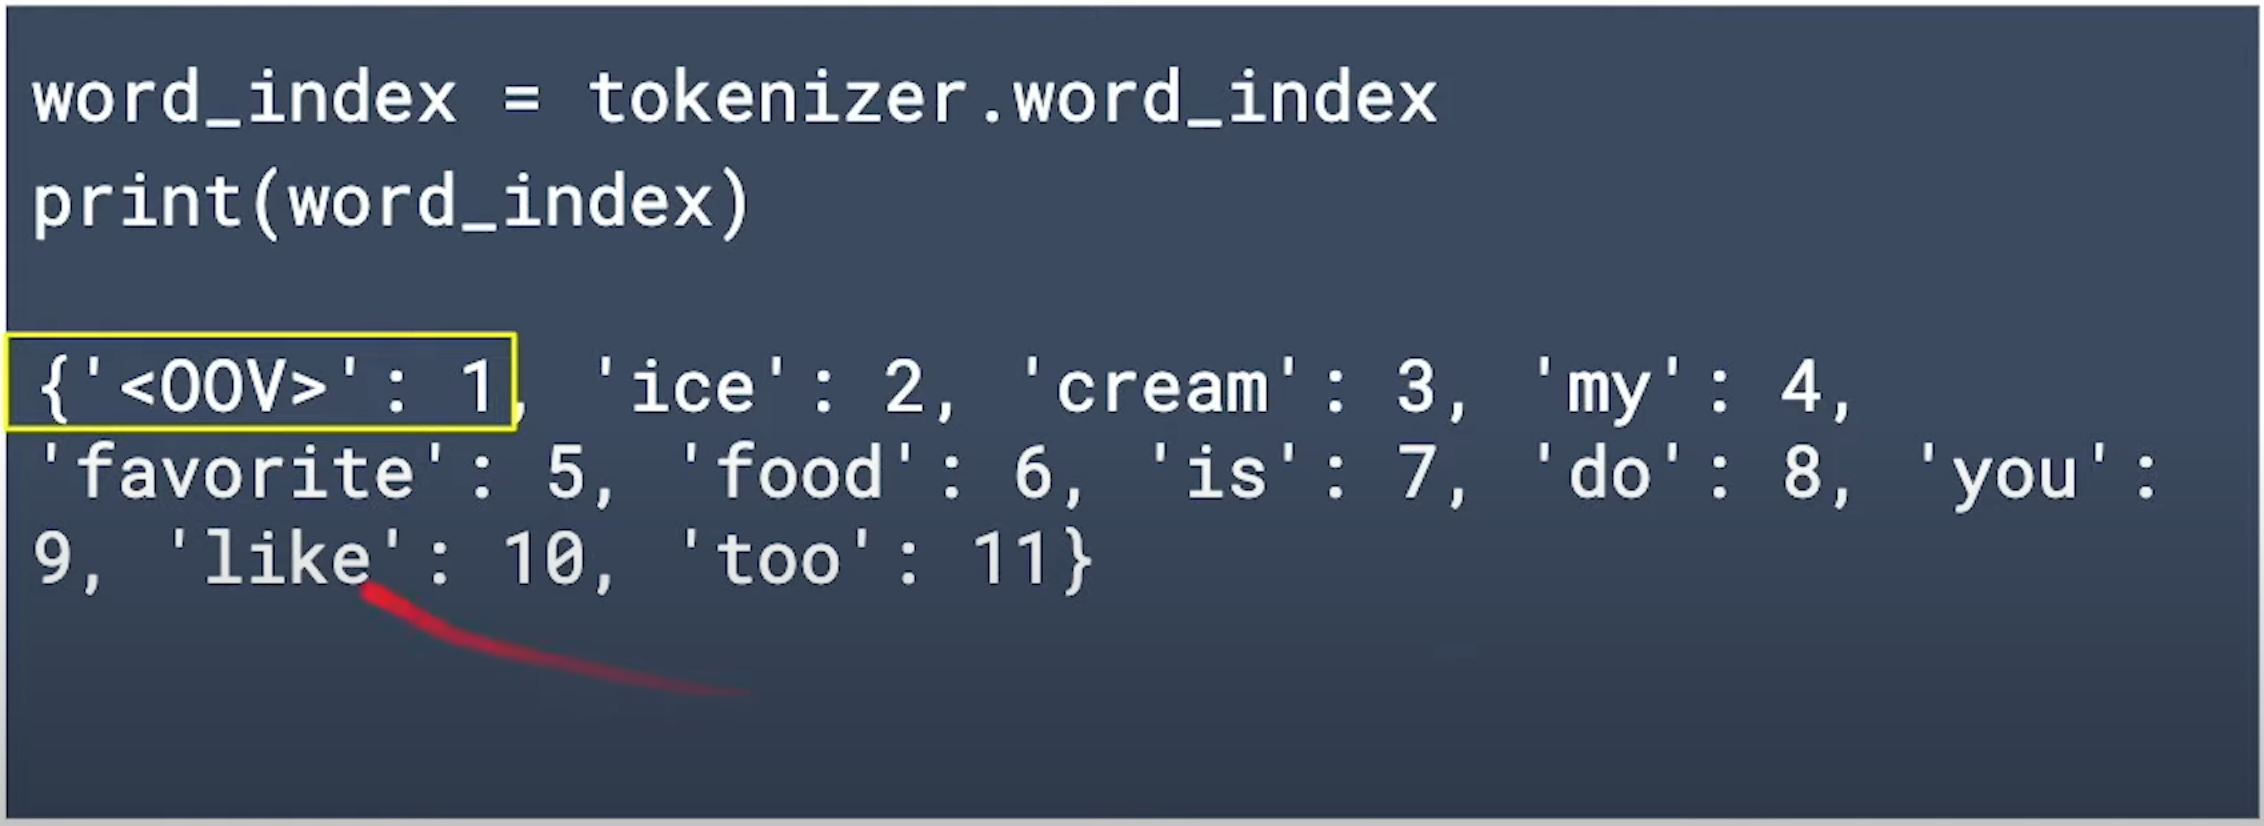 word_index = tokenizer.word_index
print(word_index)
{'<OOV>': 1, 'ice': 2, 'cream': 3, 'my': 4,
'favorite': 5, 'food': 6, 'is': 7, 'do': 8, 'you':
9, 'like': 10, 'too': 11}